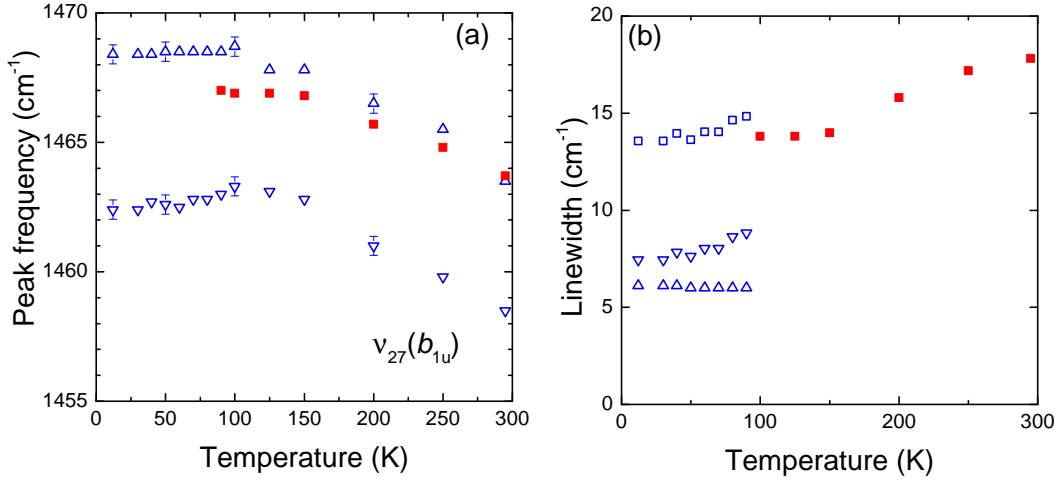 (a)
Peak frequency (cm⁻¹)
1470
1465
1460
1455
ν₂₇(b₁ᵤ)
0 50 100 150 200 250 300
Temperature (K)
(b)
Linewidth (cm⁻¹)
20
15
10
5
0
0 100 200 300
Temperature (K)